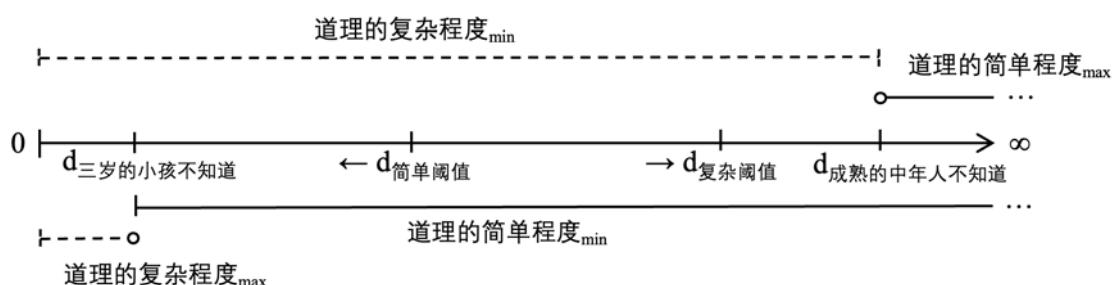 道理的复杂程度min
道理的简单程度max
…
0 ∞
d三岁的小孩不知道 ← d简单阈值 → d复杂阈值 d成熟的中年人不知道
…
道理的简单程度min
道理的复杂程度max